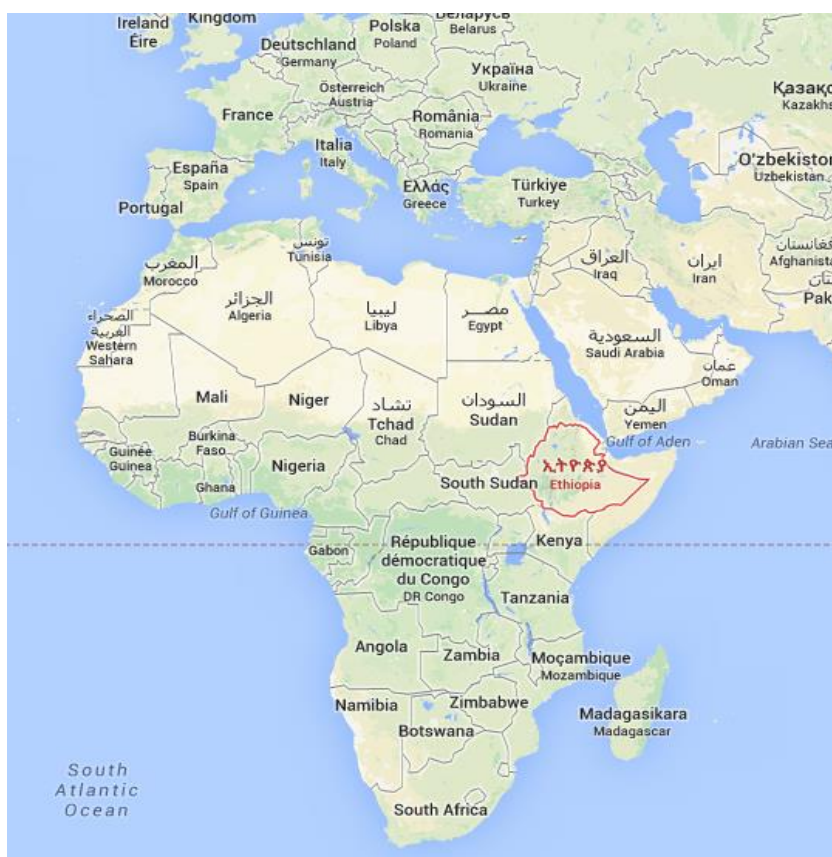 Ireland
Éire
Kingdom
Polska
Poland
Беларусь
Belarus
Deutschland
Germany
Україна
Ukraine
Österreich
Austria
France
România
Romania
Italia
Italy
España
Spain
Portugal
Ελλάς
Greece
Türkiye
Turkey
Қазақс
Kazakhs
O'zbekiston
Uzbekistan
افغانستان
Afghanista
Pak
ایران
Iran
العراق
Iraq
تونس
Tunisia
المغرب
Morocco
الجزائر
Algeria
ليبيا
Libya
مصر
Egypt
السعودية
Saudi Arabia
عمان
Oman
اليمن
Yemen
الصحراء
الغربية
Western
Sahara
Mali
Niger
تشاد
Tchad
Chad
السودان
Sudan
Gulf of Aden
Arabian Sea
Guinée
Guinea
Burkina
Faso
Ghana
Nigeria
South Sudan
ኢትዮጵያ
Ethiopia
Gulf of Guinea
Gabon
République
démocratique
du Congo
DR Congo
Kenya
Tanzania
Angola
Zambia
Moçambique
Mozambique
Namibia
Zimbabwe
Botswana
Madagasikara
Madagascar
South Africa
South
Atlantic
Ocean